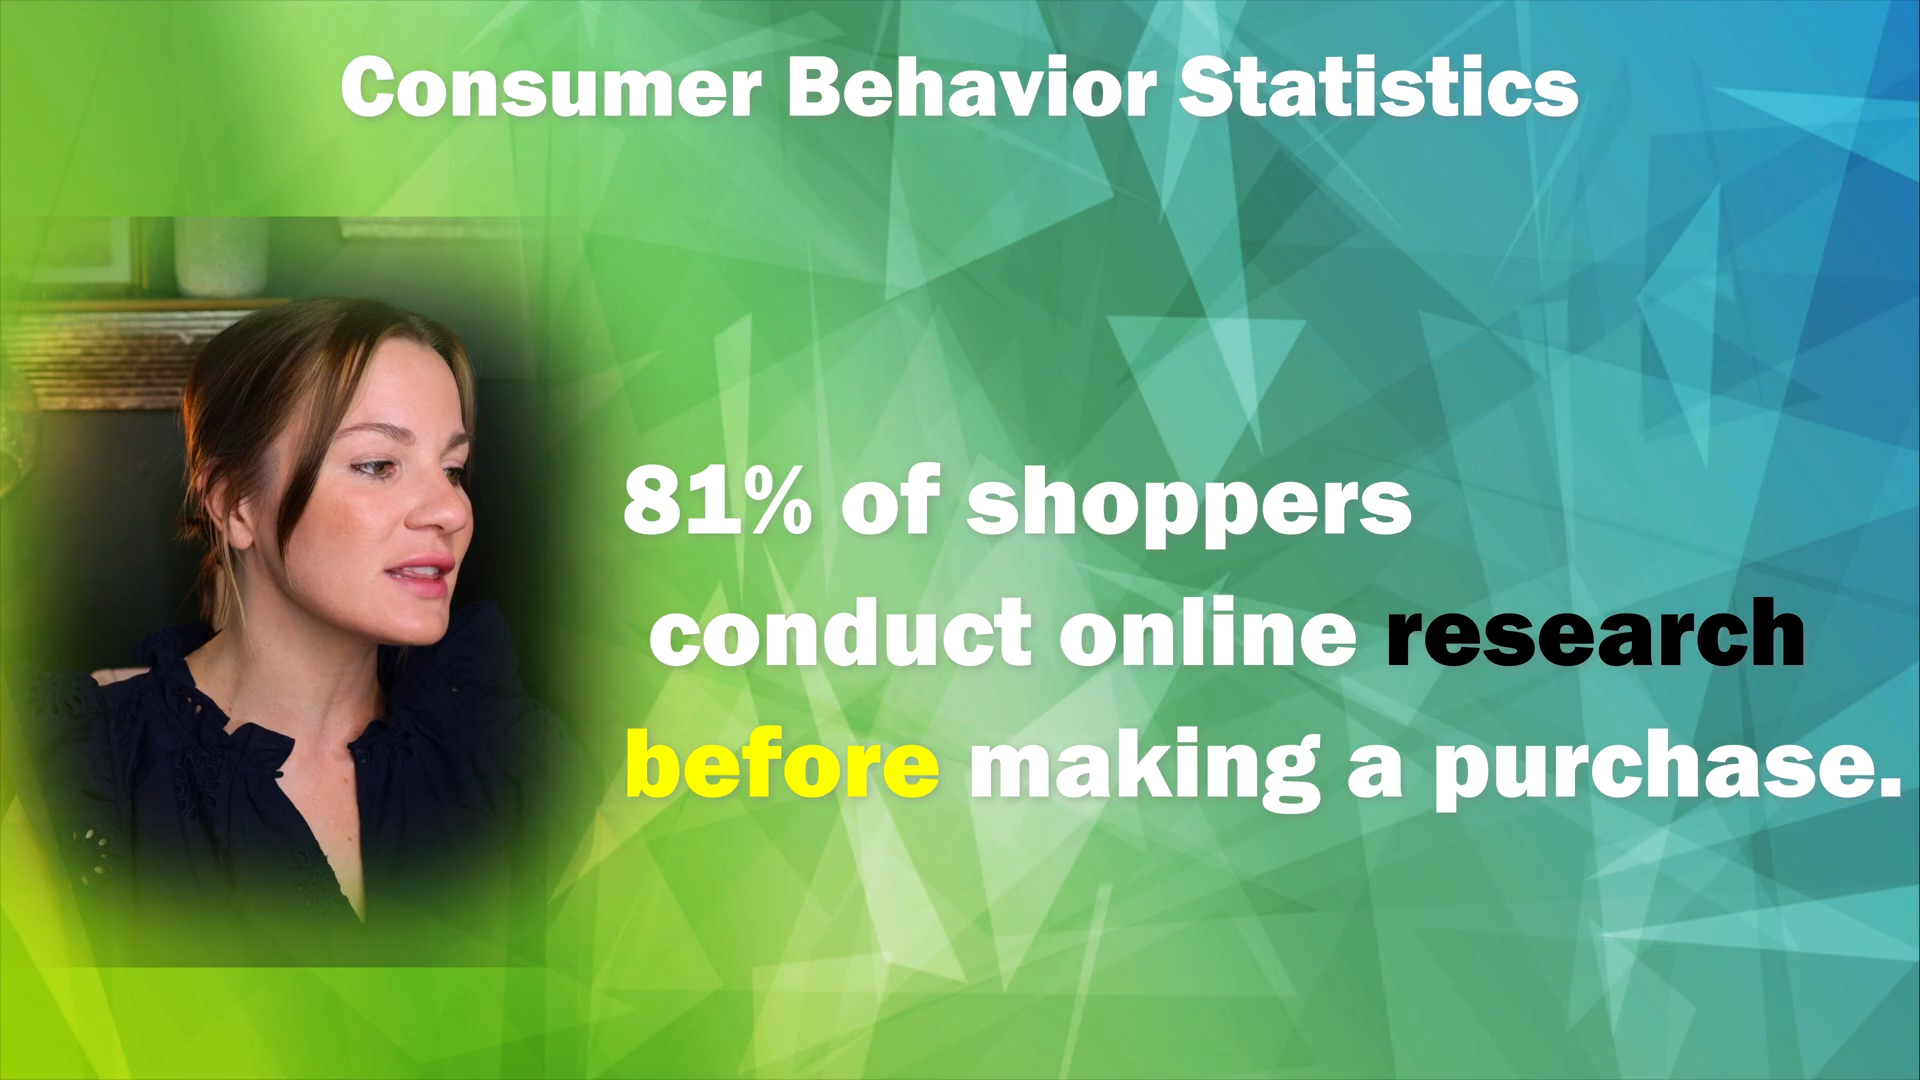 Consumer Behavior Statistics
81% of shoppers
conduct online research
before making a purchase.